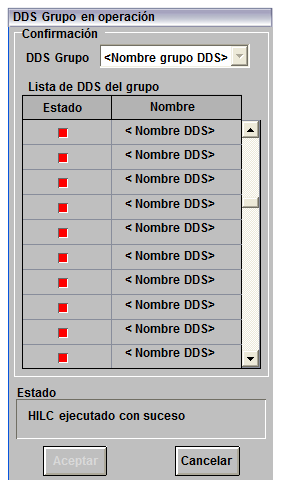 DDS Grupo en operación
Confirmación
DDS Grupo <Nombre grupo DDS>
Lista de DDS del grupo
Estado Nombre
< Nombre DDS>
< Nombre DDS>
< Nombre DDS>
< Nombre DDS>
< Nombre DDS>
< Nombre DDS>
< Nombre DDS>
< Nombre DDS>
< Nombre DDS>
< Nombre DDS>
Estado
HILC ejecutado con suceso
Aceptar Cancelar